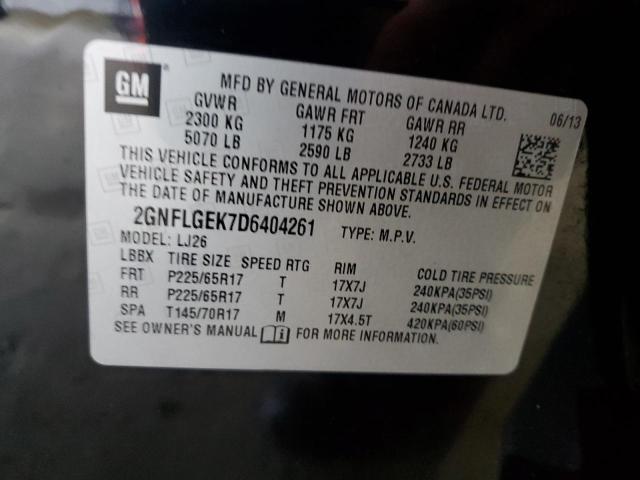 GM
MFD BY GENERAL MOTORS OF CANADA LTD.
06/13
GVWR GAWR FRT GAWR RR
2300 KG 1175 KG 1240 KG
5070 LB 2590 LB 2733 LB
THIS VEHICLE CONFORMS TO ALL APPLICABLE U.S. FEDERAL MOTOR
VEHICLE SAFETY AND THEFT PREVENTION STANDARDS IN EFFECT ON
THE DATE OF MANUFACTURE SHOWN ABOVE.
2GNFLGEK7D6404261 TYPE: M.P.V.
MODEL: LJ26
LBBX TIRE SIZE SPEED RTG RIM COLD TIRE PRESSURE
FRT P225/65R17 T 17X7J 240KPA(35PSI)
RR P225/65R17 T 17X7J 240KPA(35PSI)
SPA T145/70R17 M 17X4.5T 420KPA(60PSI)
SEE OWNER'S MANUAL FOR MORE INFORMATION.